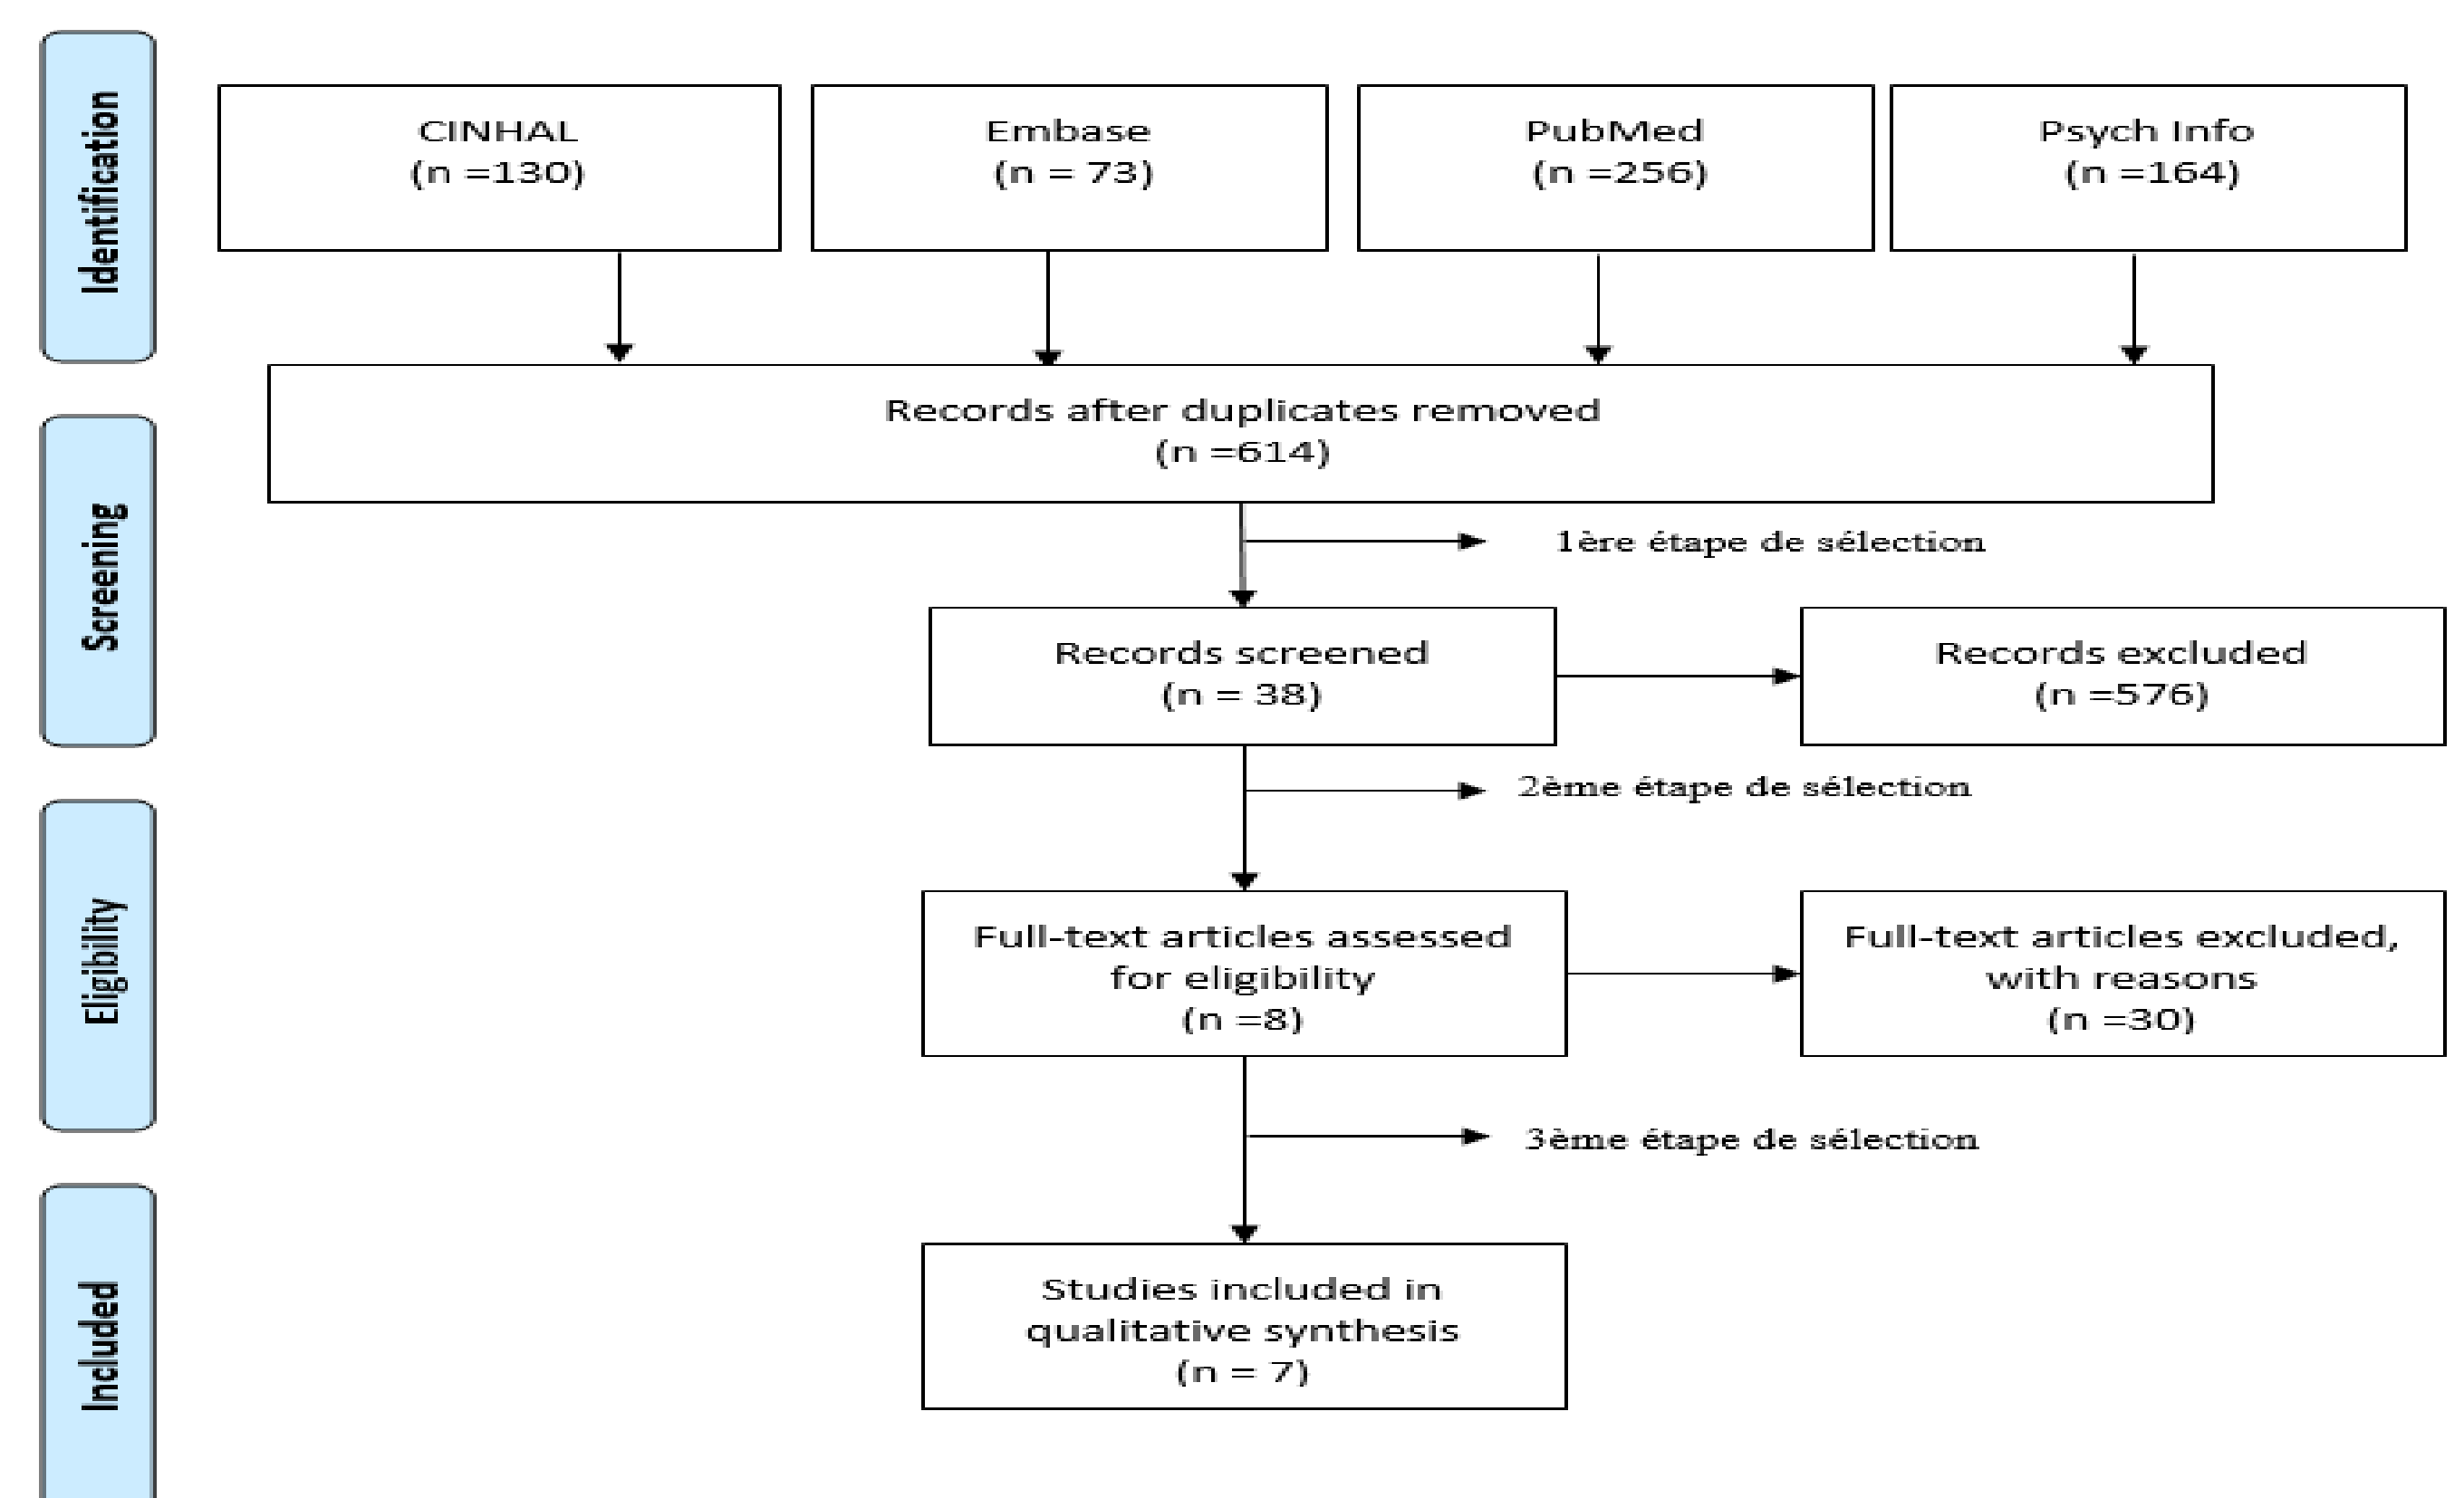 Identification
CINHAL
(n =130)
Embase
(n = 73)
PubMed
(n =256)
Psych Info
(n =164)
Records after duplicates removed
(n =614)
Screening
1ère étape de sélection
Records screened
(n = 38)
Records excluded
(n =576)
2ème étape de sélection
Eligibility
Full-text articles assessed
for eligibility
(n =8)
Full-text articles excluded,
with reasons
(n =30)
3ème étape de sélection
Included
Studies included in
qualitative synthesis
(n = 7)